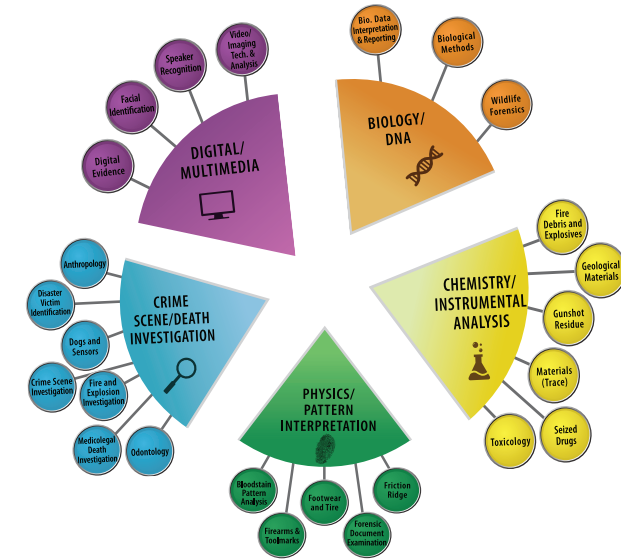 Video/
Imaging
Tech. &
Analysis
Speaker
Recognition
Facial
Identification
Digital
Evidence
DIGITAL/
MULTIMEDIA
Bio. Data
Interpretation
& Reporting
Biological
Methods
Wildlife
Forensics
BIOLOGY/
DNA
Fire
Debris and
Explosives
Geological
Materials
Gunshot
Residue
Materials
(Trace)
Seized
Drugs
Toxicology
CHEMISTRY/
INSTRUMENTAL
ANALYSIS
PHYSICS/
PATTERN
INTERPRETATION
Bloodstain
Pattern
Analysis
Firearms &
Toolmarks
Footwear
and Tire
Forensic
Document
Examination
Friction
Ridge
CRIME
SCENE/DEATH
INVESTIGATION
Anthropology
Disaster
Victim
Identification
Dogs and
Sensors
Crime Scene
Investigation
Fire and
Explosion
Investigation
Medicolegal
Death
Investigation
Odontology